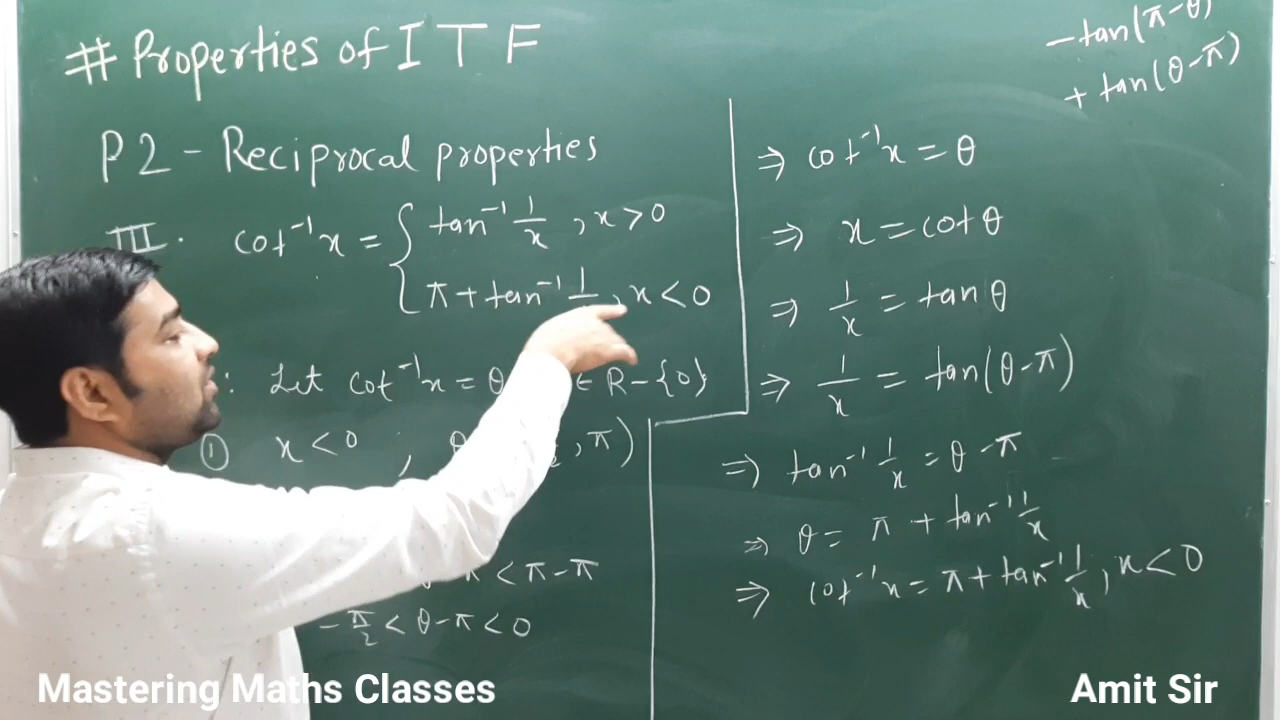 # Properties of ITF
P2 - Reciprocal properties
III. cot⁻¹x = { tan⁻¹ 1/x , x > 0
π + tan⁻¹ 1/ , x < 0
: Let cot⁻¹x = θ ∈ R - {0}
① x < 0 ; θ , π)
< π - π
- π/2 < θ - π < 0
- tan(π - θ)
+ tan(θ - π)
⇒ cot⁻¹x = θ
⇒ x = cot θ
⇒ 1/x = tan θ
⇒ 1/x = tan(θ - π)
⇒ tan⁻¹ 1/x = θ - π
⇒ θ = π + tan⁻¹ 1/x
⇒ cot⁻¹x = π + tan⁻¹ 1/x , x < 0
Mastering Maths Classes
Amit Sir